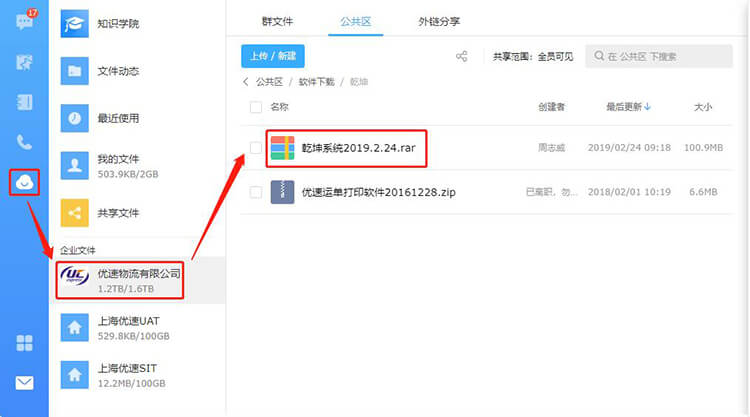 17
知识学院
文件动态
最近使用
我的文件
503.9KB/2GB
共享文件
企业文件
UC
express
优速物流有限公司
1.2TB/1.6TB
上海优速UAT
529.8KB/100GB
上海优速SIT
12.2MB/100GB
群文件
公共区
外链分享
上传 / 新建
共享范围：全员可见
在 公共区 下搜索
公共区 / 软件下载 / 乾坤
名称
创建者
最后更新
大小
乾坤系统2019.2.24.rar
周志威
2019/02/24 09:18
100.9MB
优速运单打印软件20161228.zip
已离职，勿...
2018/02/01 10:19
6.6MB